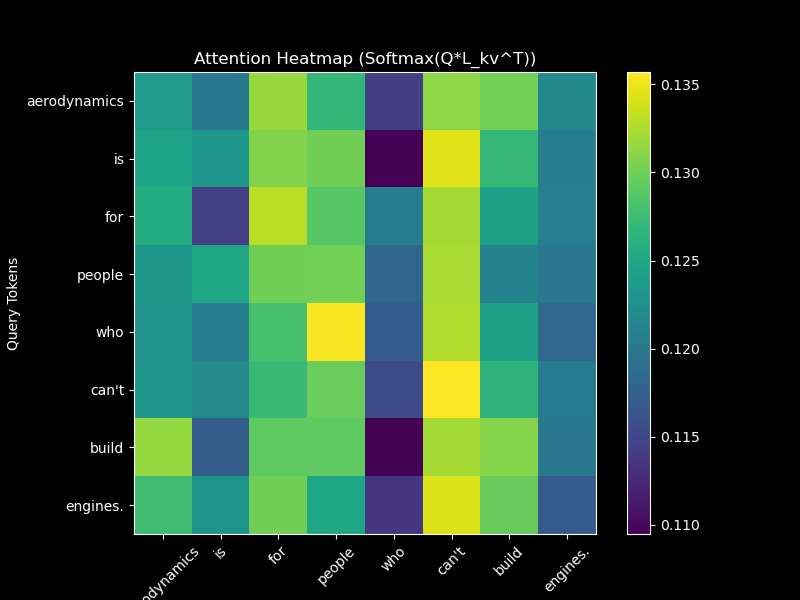 Attention Heatmap (Softmax(Q*L_kv^T))
Query Tokens
aerodynamics
is
for
people
who
can't
build
engines.
odynamics
is
for
people
who
can't
build
engines.
0.135
0.130
0.125
0.120
0.115
0.110